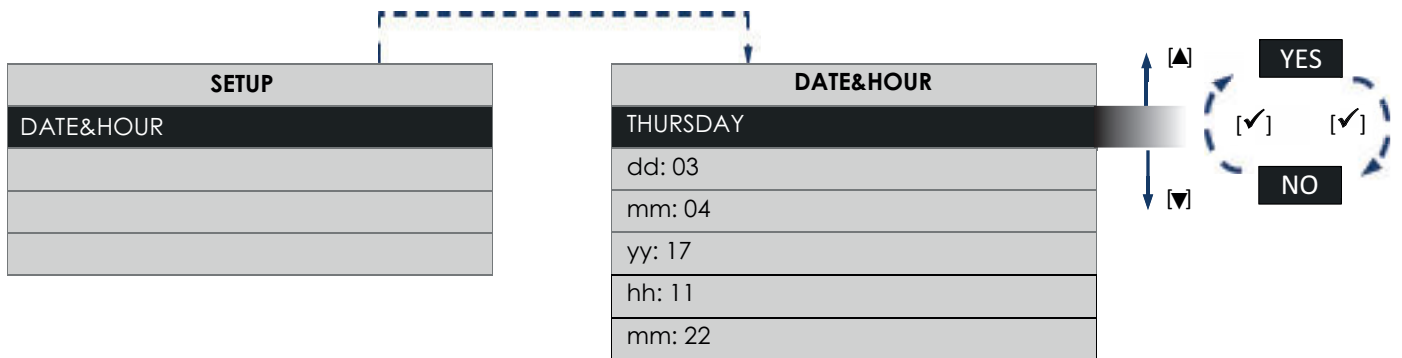 SETUP
DATE&HOUR
DATE&HOUR
THURSDAY
dd: 03
mm: 04
yy: 17
hh: 11
mm: 22
[▲]
[▼]
YES
[✓] [✓]
NO